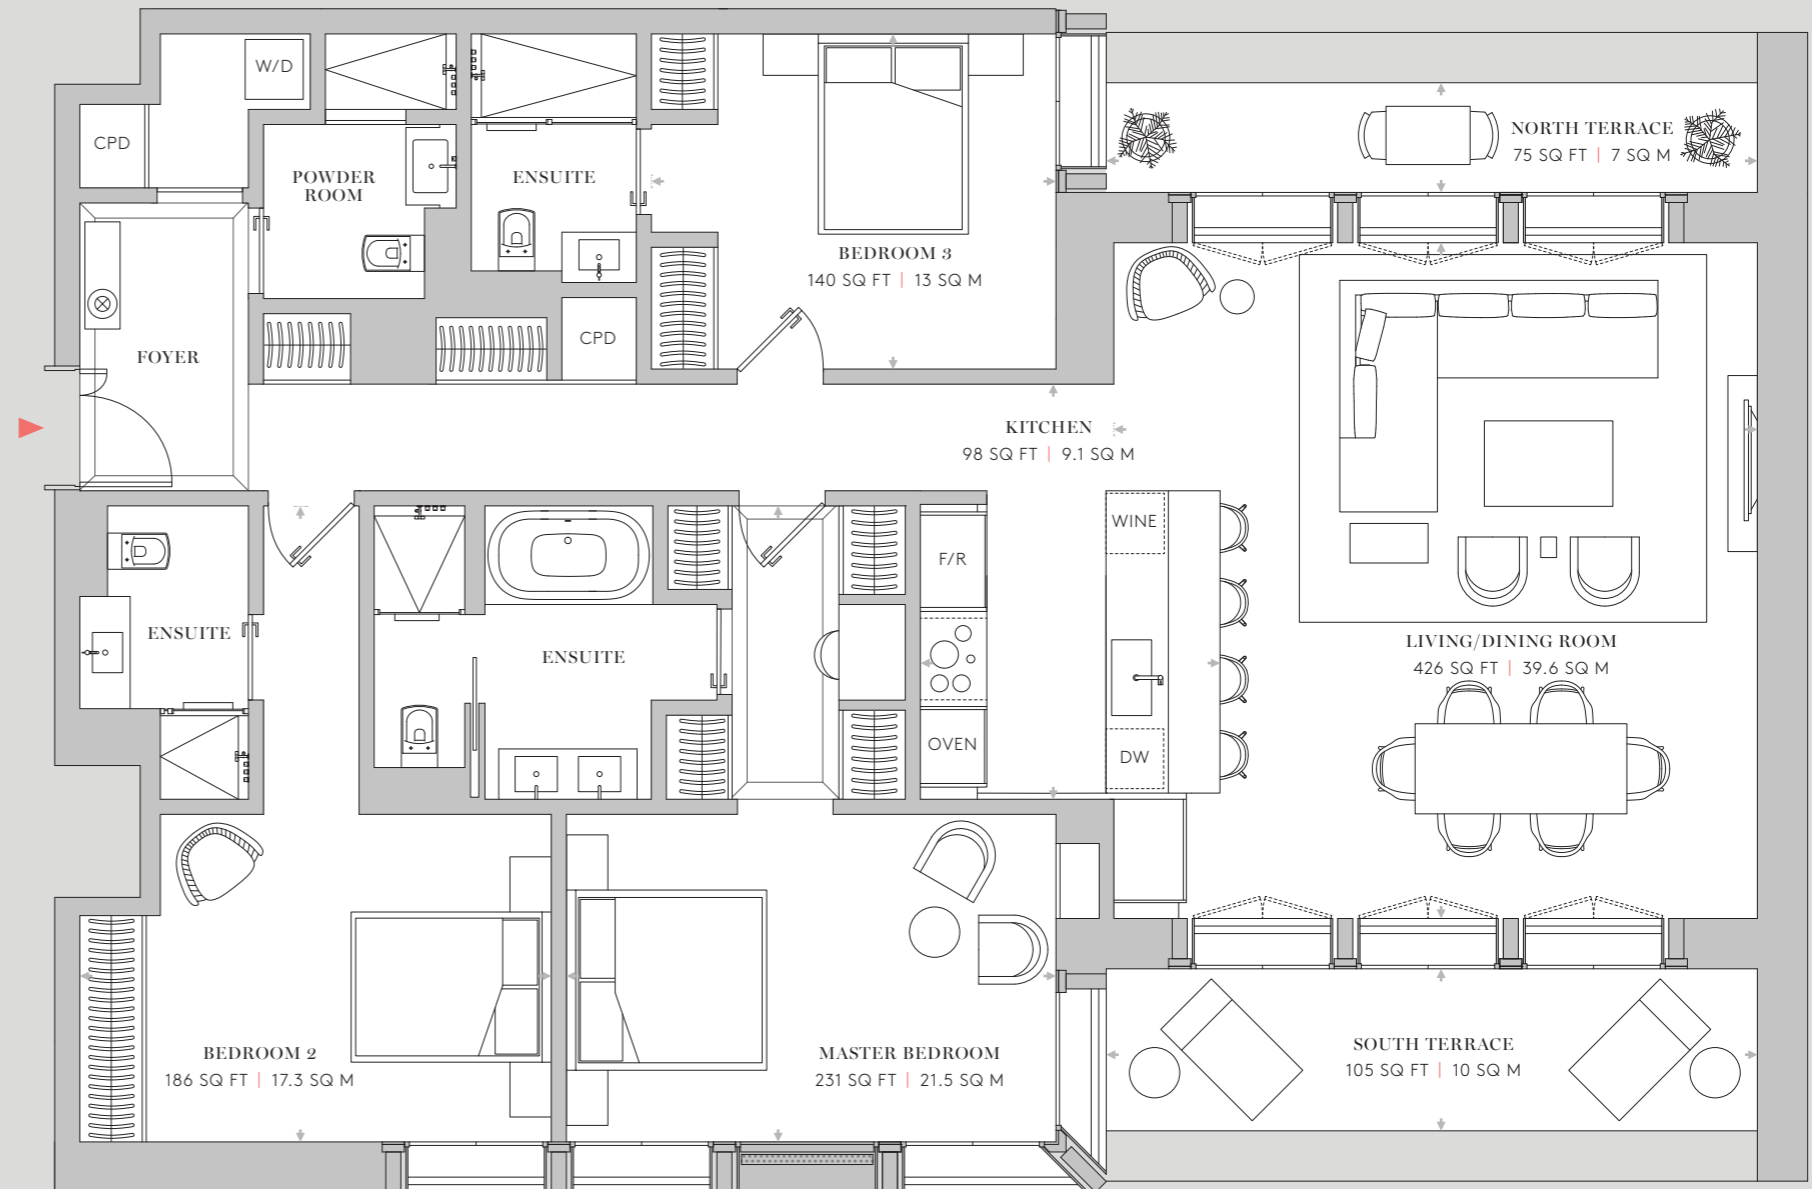 W/D
CPD
POWDER
ROOM
ENSUITE
NORTH TERRACE
75 SQ FT | 7 SQ M
BEDROOM 3
140 SQ FT | 13 SQ M
FOYER
CPD
KITCHEN
98 SQ FT | 9.1 SQ M
WINE
F/R
ENSUITE
ENSUITE
LIVING/DINING ROOM
426 SQ FT | 39.6 SQ M
OVEN
DW
BEDROOM 2
186 SQ FT | 17.3 SQ M
MASTER BEDROOM
231 SQ FT | 21.5 SQ M
SOUTH TERRACE
105 SQ FT | 10 SQ M